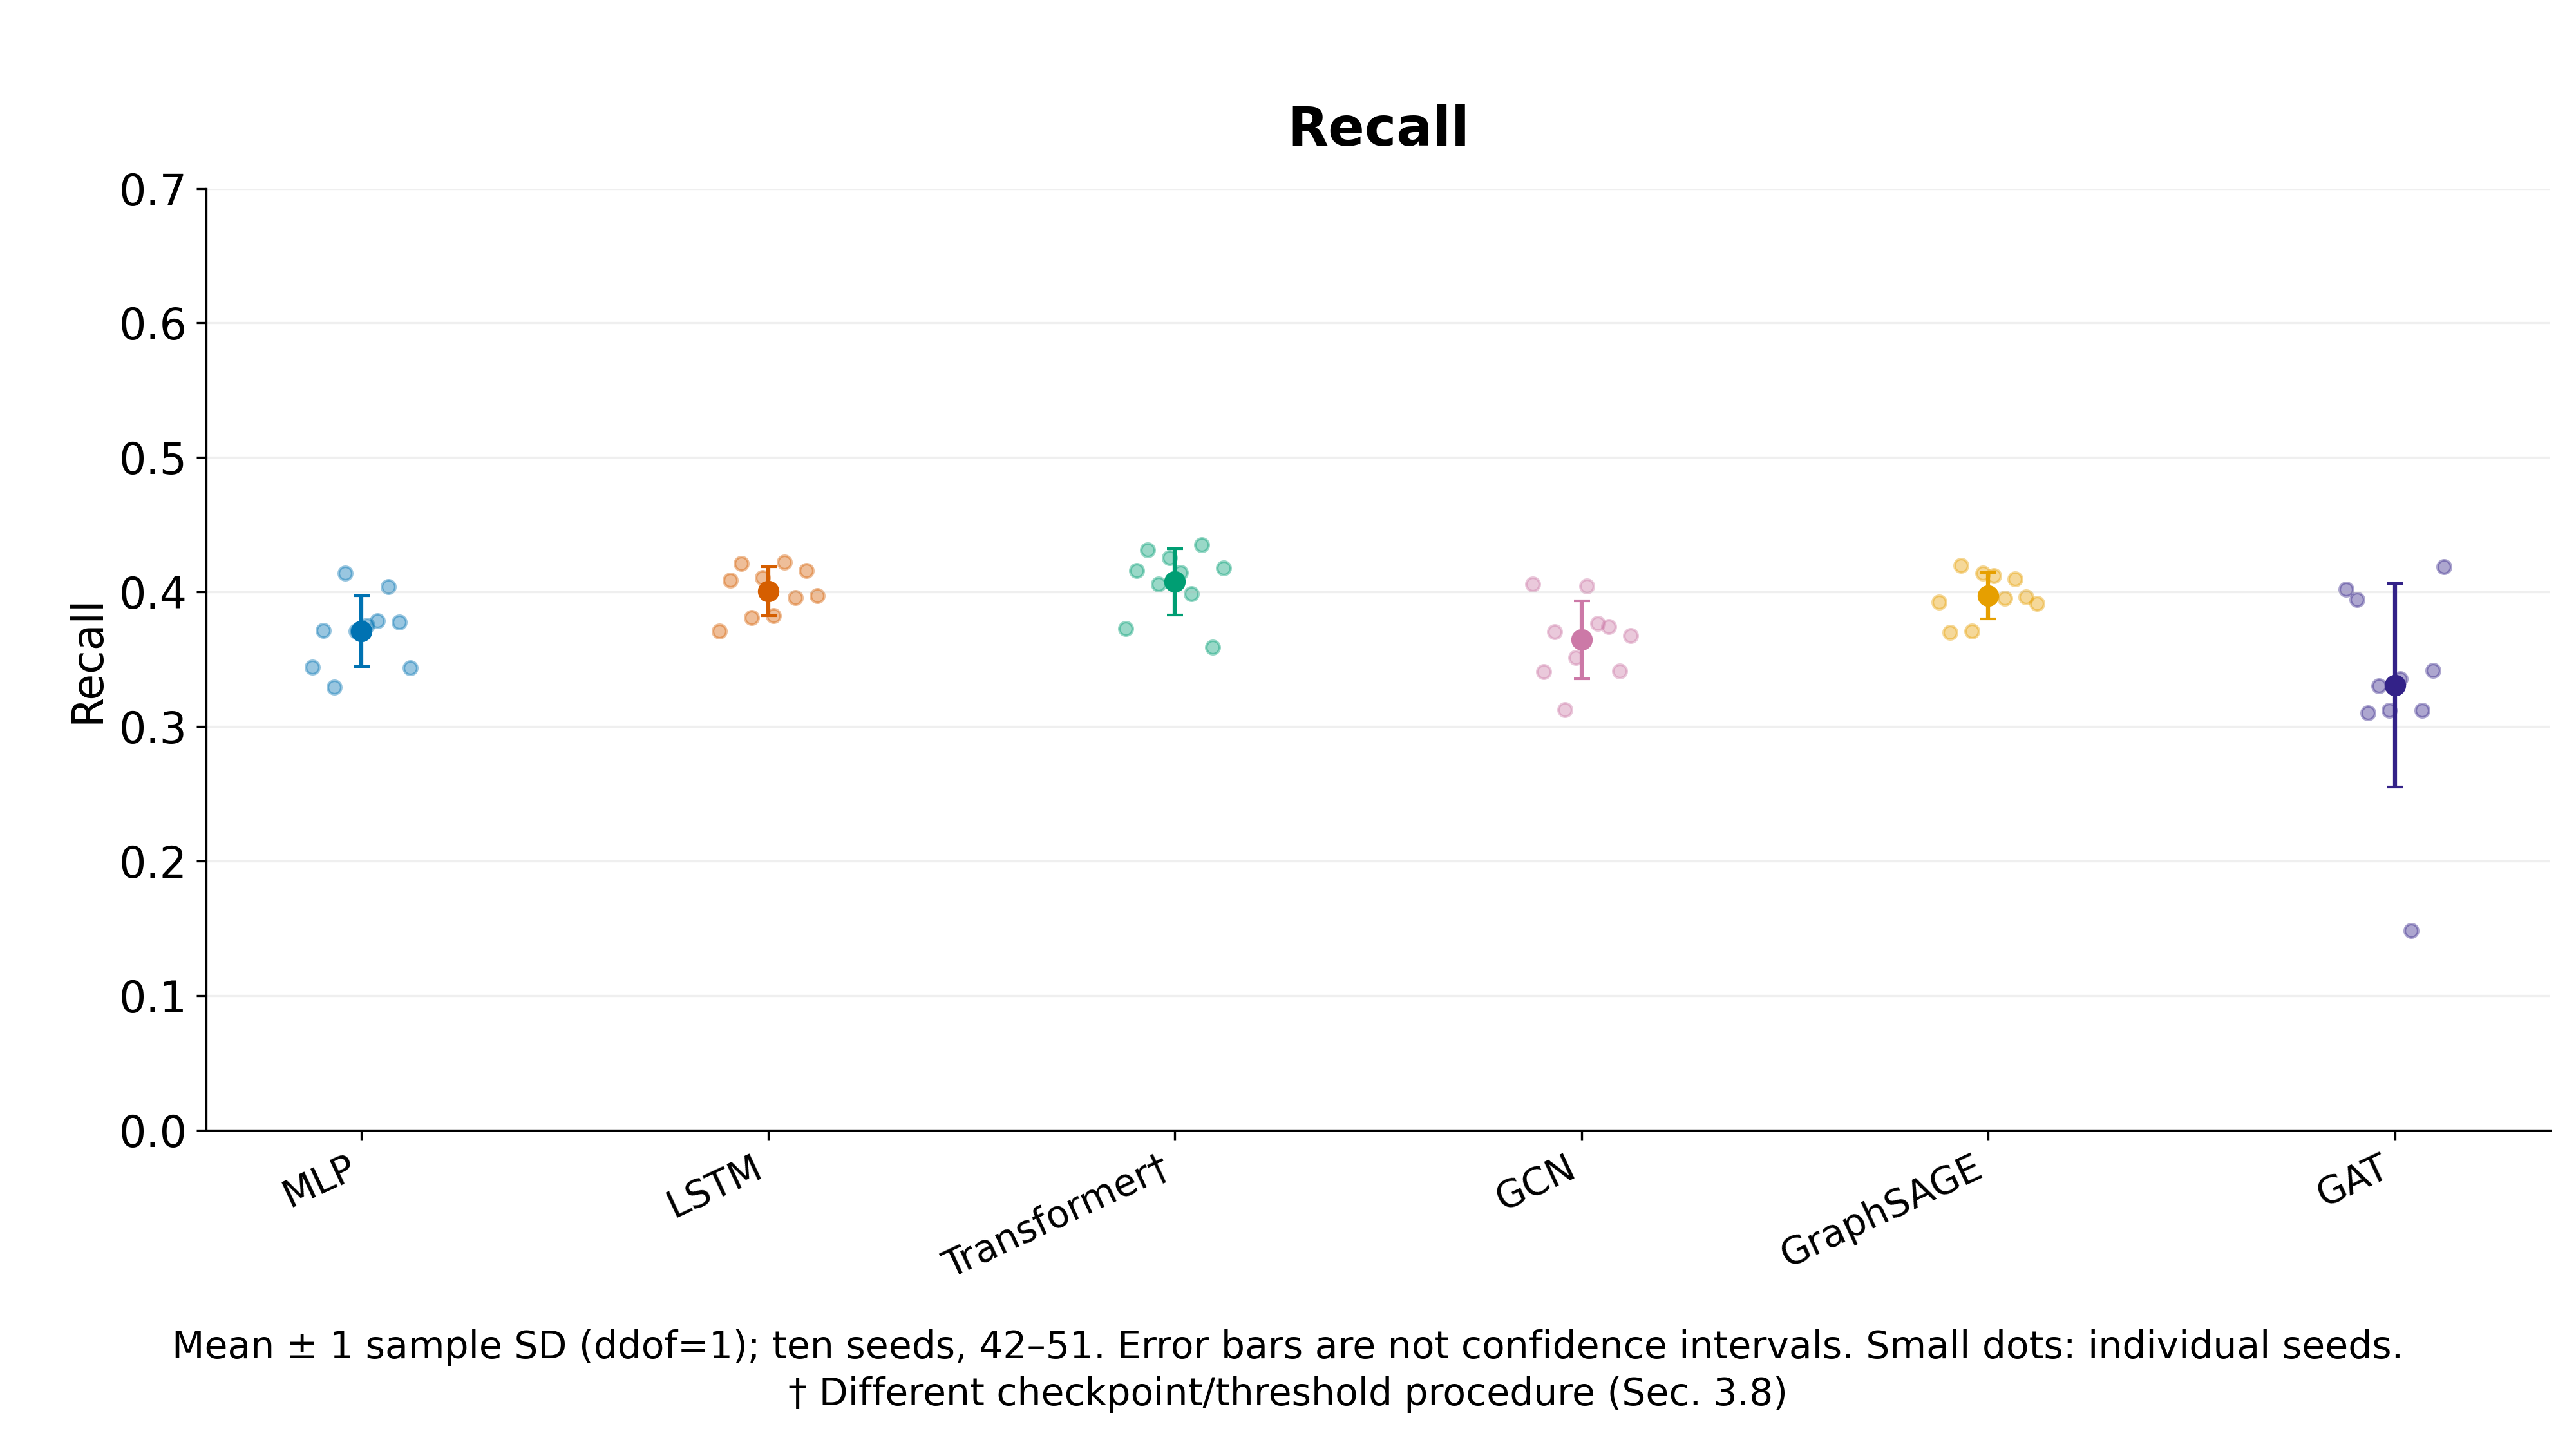 Recall
0.7
0.6
0.5
0.4
0.3
0.2
0.1
0.0
Recall
MLP
LSTM
Transformer†
GCN
GraphSAGE
GAT
Mean ± 1 sample SD (ddof=1); ten seeds, 42–51. Error bars are not confidence intervals. Small dots: individual seeds.
† Different checkpoint/threshold procedure (Sec. 3.8)